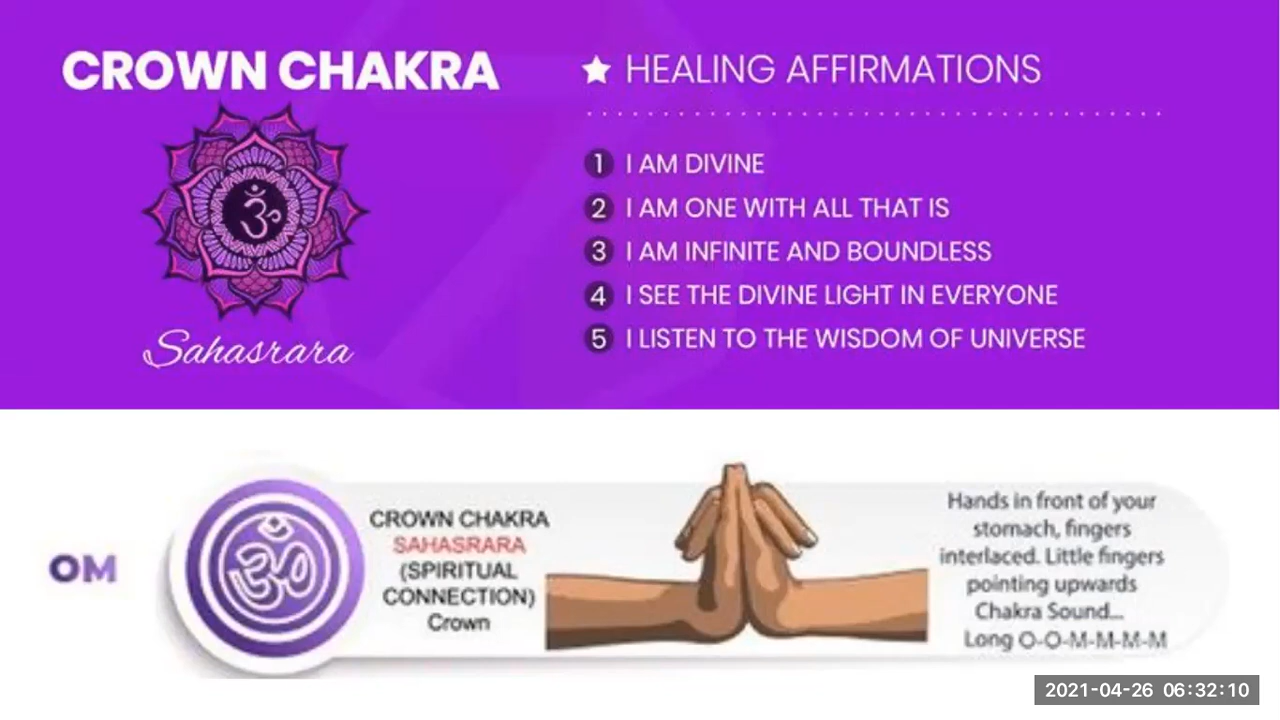 CROWN CHAKRA
ॐ
Sahasrara
★ HEALING AFFIRMATIONS
1 I AM DIVINE
2 I AM ONE WITH ALL THAT IS
3 I AM INFINITE AND BOUNDLESS
4 I SEE THE DIVINE LIGHT IN EVERYONE
5 I LISTEN TO THE WISDOM OF UNIVERSE
OM
ॐ
CROWN CHAKRA
SAHASRARA
(SPIRITUAL
CONNECTION)
Crown
Hands in front of your
stomach, fingers
interlaced. Little fingers
pointing upwards
Chakra Sound...
Long O-O-M-M-M-M
2021-04-26 06:32:10